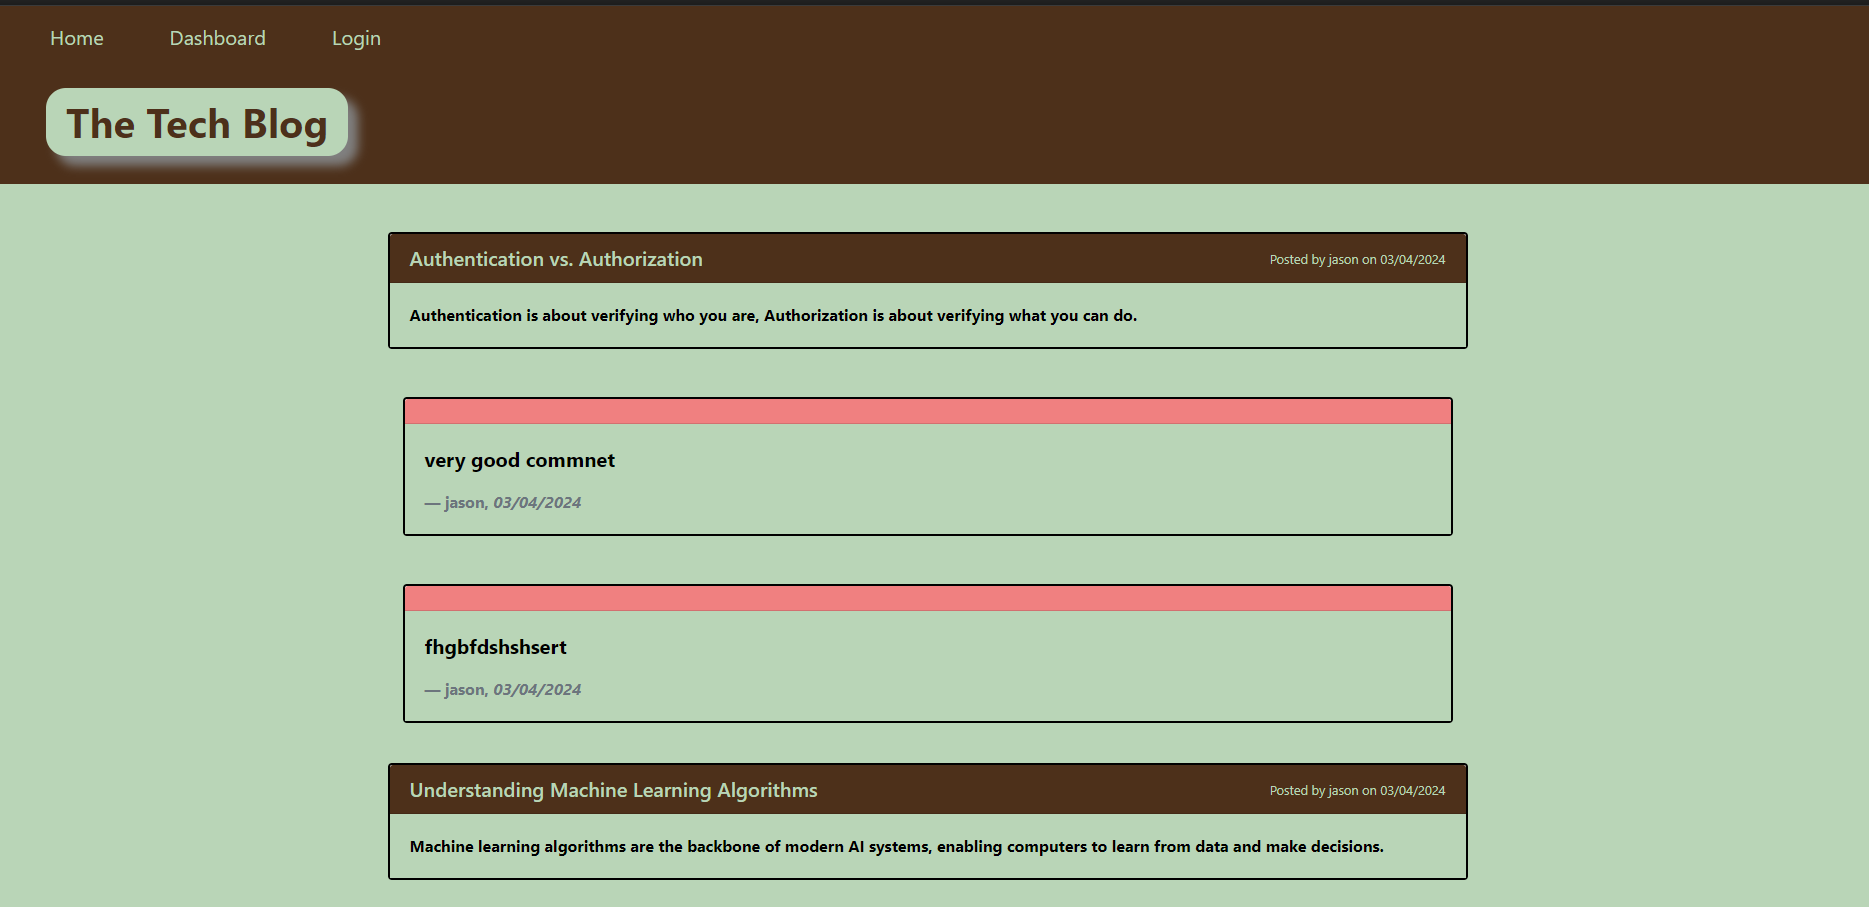 Home Dashboard Login
The Tech Blog
Authentication vs. Authorization Posted by jason on 03/04/2024
Authentication is about verifying who you are, Authorization is about verifying what you can do.
very good commnet
— jason, 03/04/2024
fhgbfdshshsert
— jason, 03/04/2024
Understanding Machine Learning Algorithms Posted by jason on 03/04/2024
Machine learning algorithms are the backbone of modern AI systems, enabling computers to learn from data and make decisions.